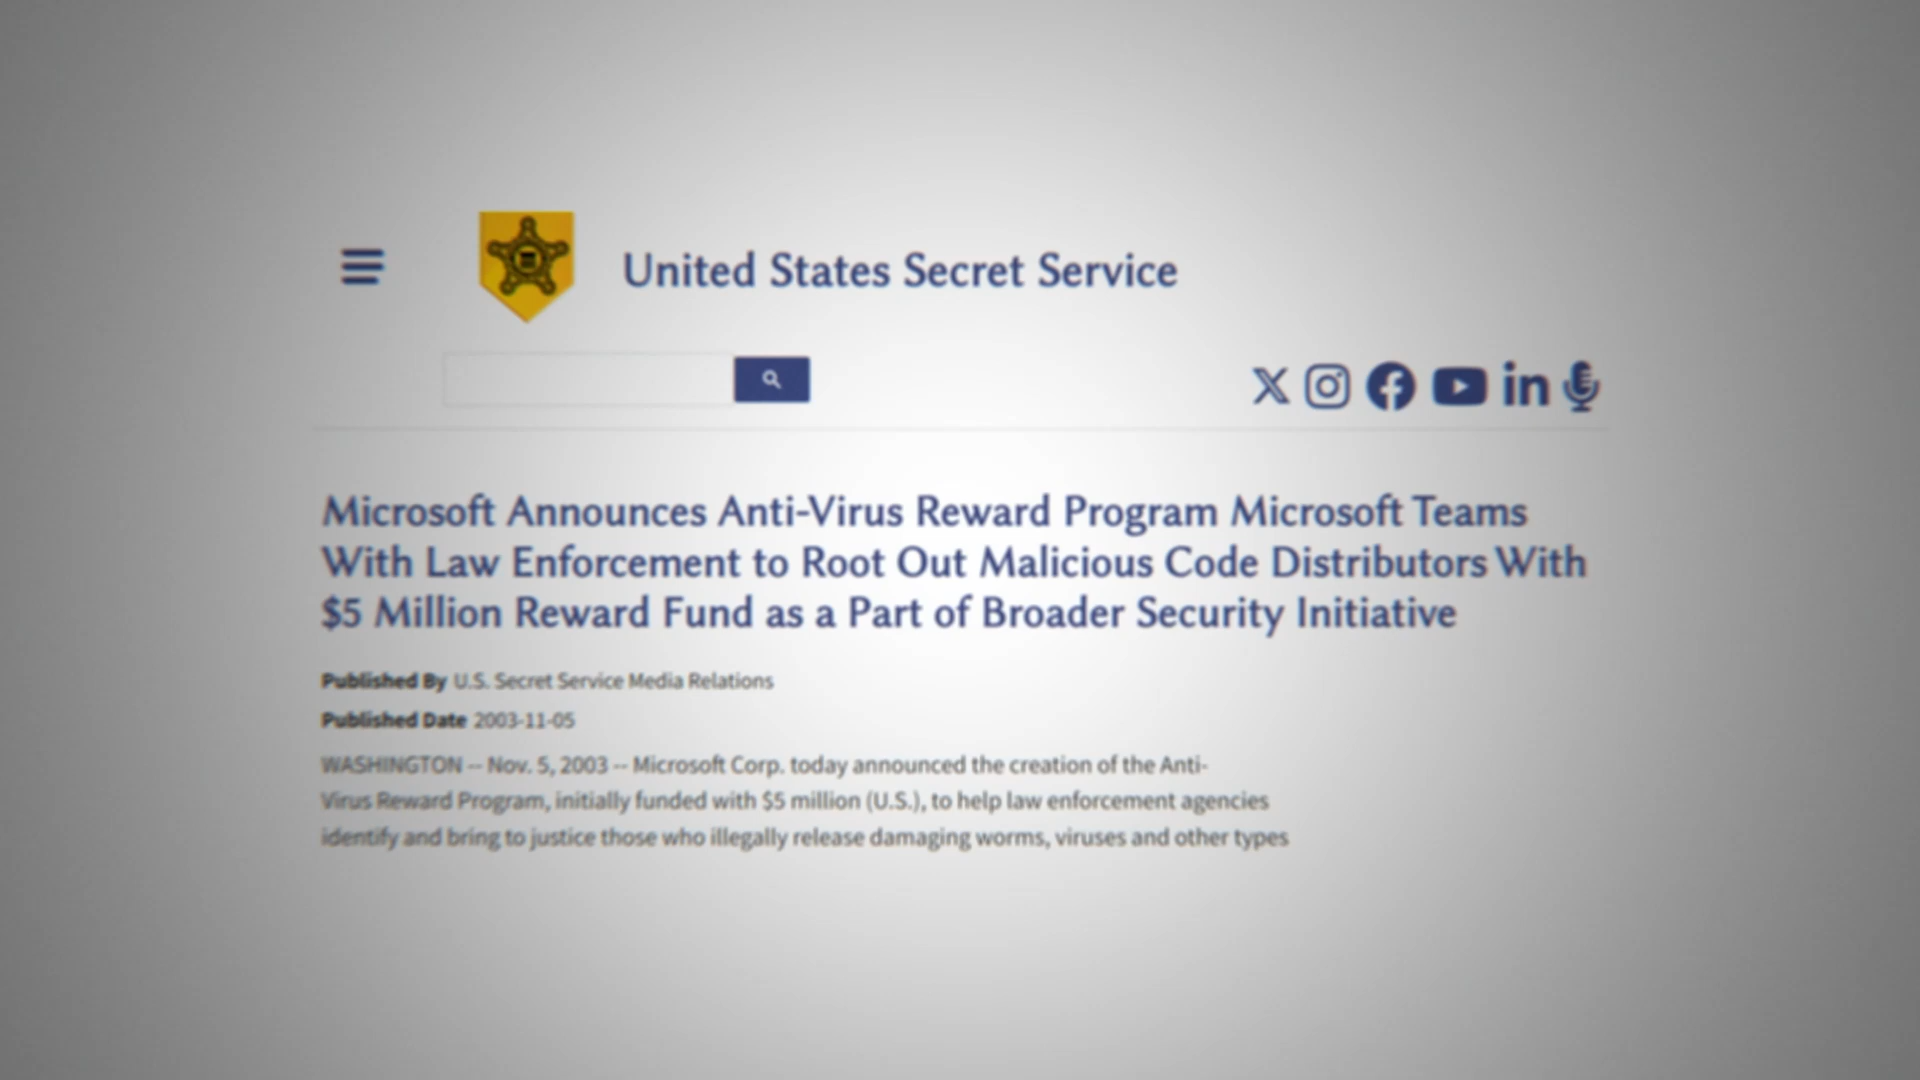 United States Secret Service
Microsoft Announces Anti-Virus Reward Program Microsoft Teams
With Law Enforcement to Root Out Malicious Code Distributors With
$5 Million Reward Fund as a Part of Broader Security Initiative
Published By U.S. Secret Service Media Relations
Published Date 2003-11-05
WASHINGTON -- Nov. 5, 2003 -- Microsoft Corp. today announced the creation of the Anti-
Virus Reward Program, initially funded with $5 million (U.S.), to help law enforcement agencies
identify and bring to justice those who illegally release damaging worms, viruses and other types